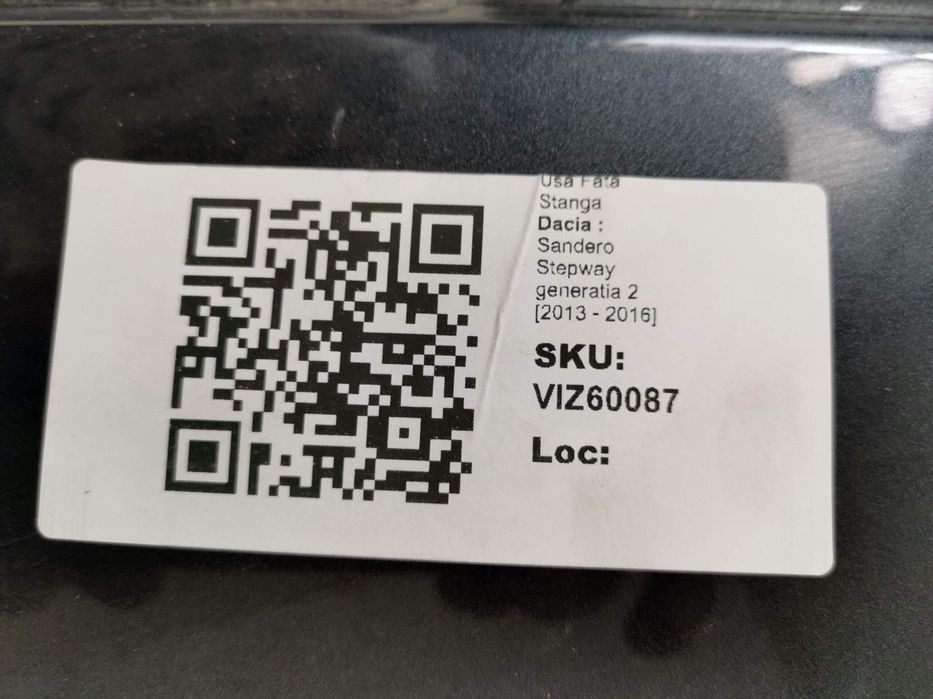 Usa Fata
Stanga
Dacia :
Sandero
Stepway
generatia 2
[2013 - 2016]
SKU:
VIZ60087
Loc: